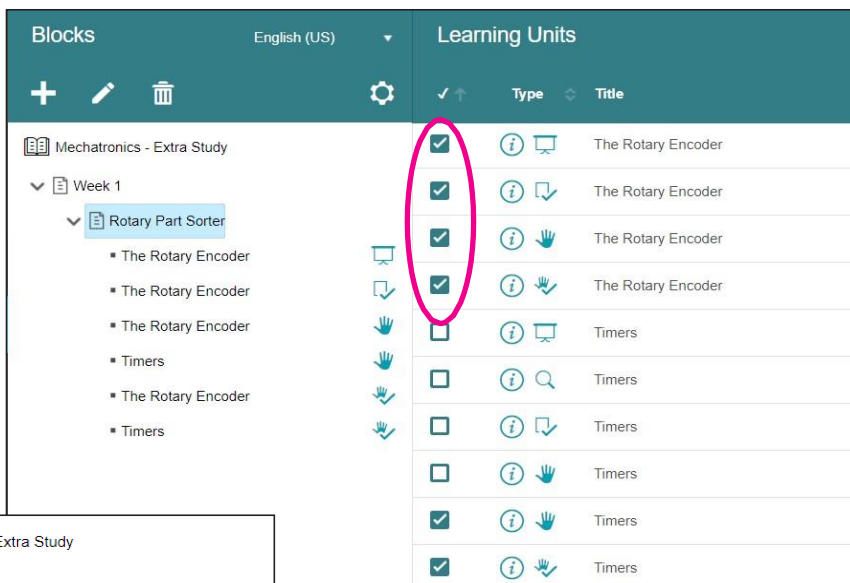 Blocks English (US)
Mechatronics - Extra Study
Week 1
Rotary Part Sorter
The Rotary Encoder
The Rotary Encoder
The Rotary Encoder
Timers
The Rotary Encoder
Timers
Extra Study
Learning Units
Type Title
The Rotary Encoder
The Rotary Encoder
The Rotary Encoder
The Rotary Encoder
Timers
Timers
Timers
Timers
Timers
Timers